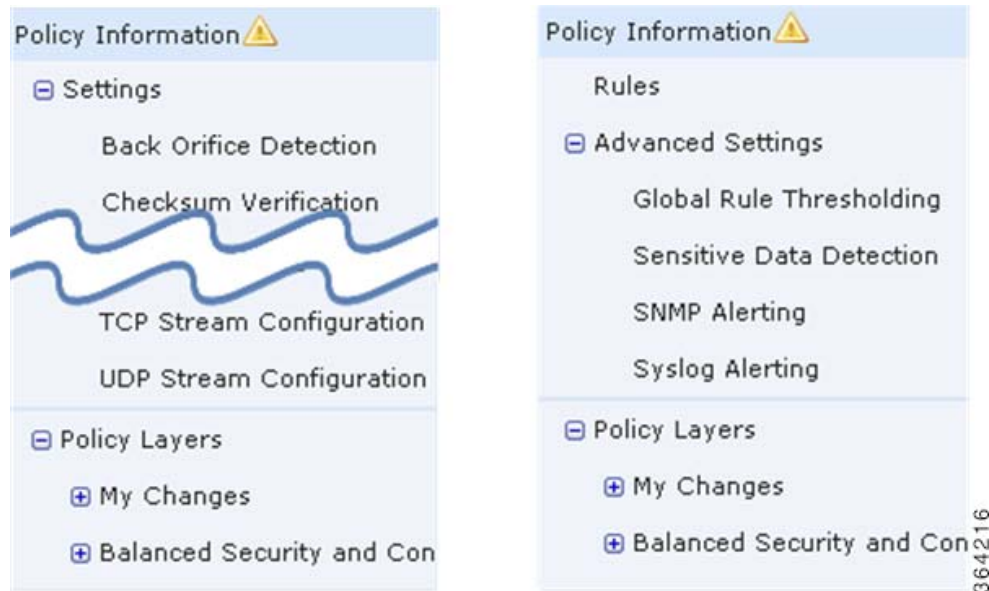 Policy Information
Settings
Back Orifice Detection
Checksum Verification
TCP Stream Configuration
UDP Stream Configuration
Policy Layers
My Changes
Balanced Security and Con
Policy Information
Rules
Advanced Settings
Global Rule Thresholding
Sensitive Data Detection
SNMP Alerting
Syslog Alerting
Policy Layers
My Changes
Balanced Security and Con
364216